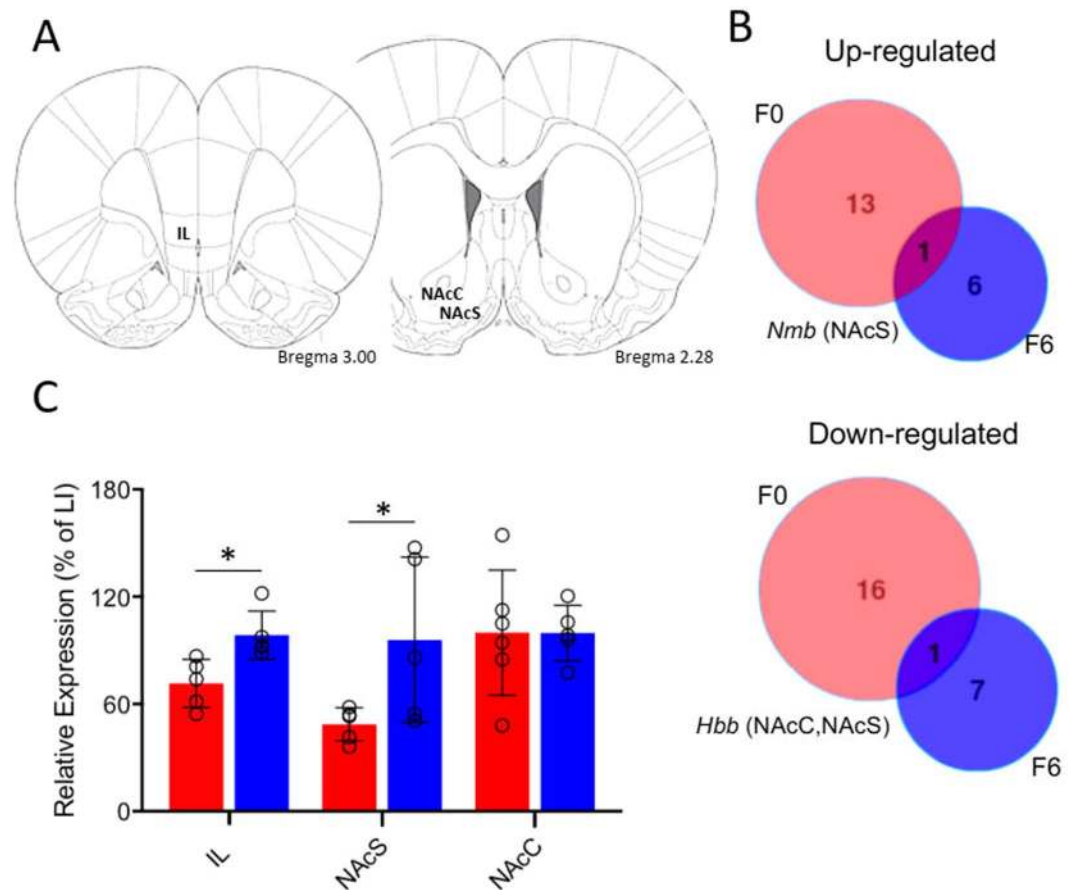 A
IL
Bregma 3.00
NAcC
NAcS
Bregma 2.28
B
Up-regulated
F0
13
1
6
Nmb (NAcS)
F6
Down-regulated
F0
16
1
7
Hbb (NAcC,NAcS)
F6
C
Relative Expression (% of LI)
180
120
60
0
*
*
IL
NAcS
NAcC